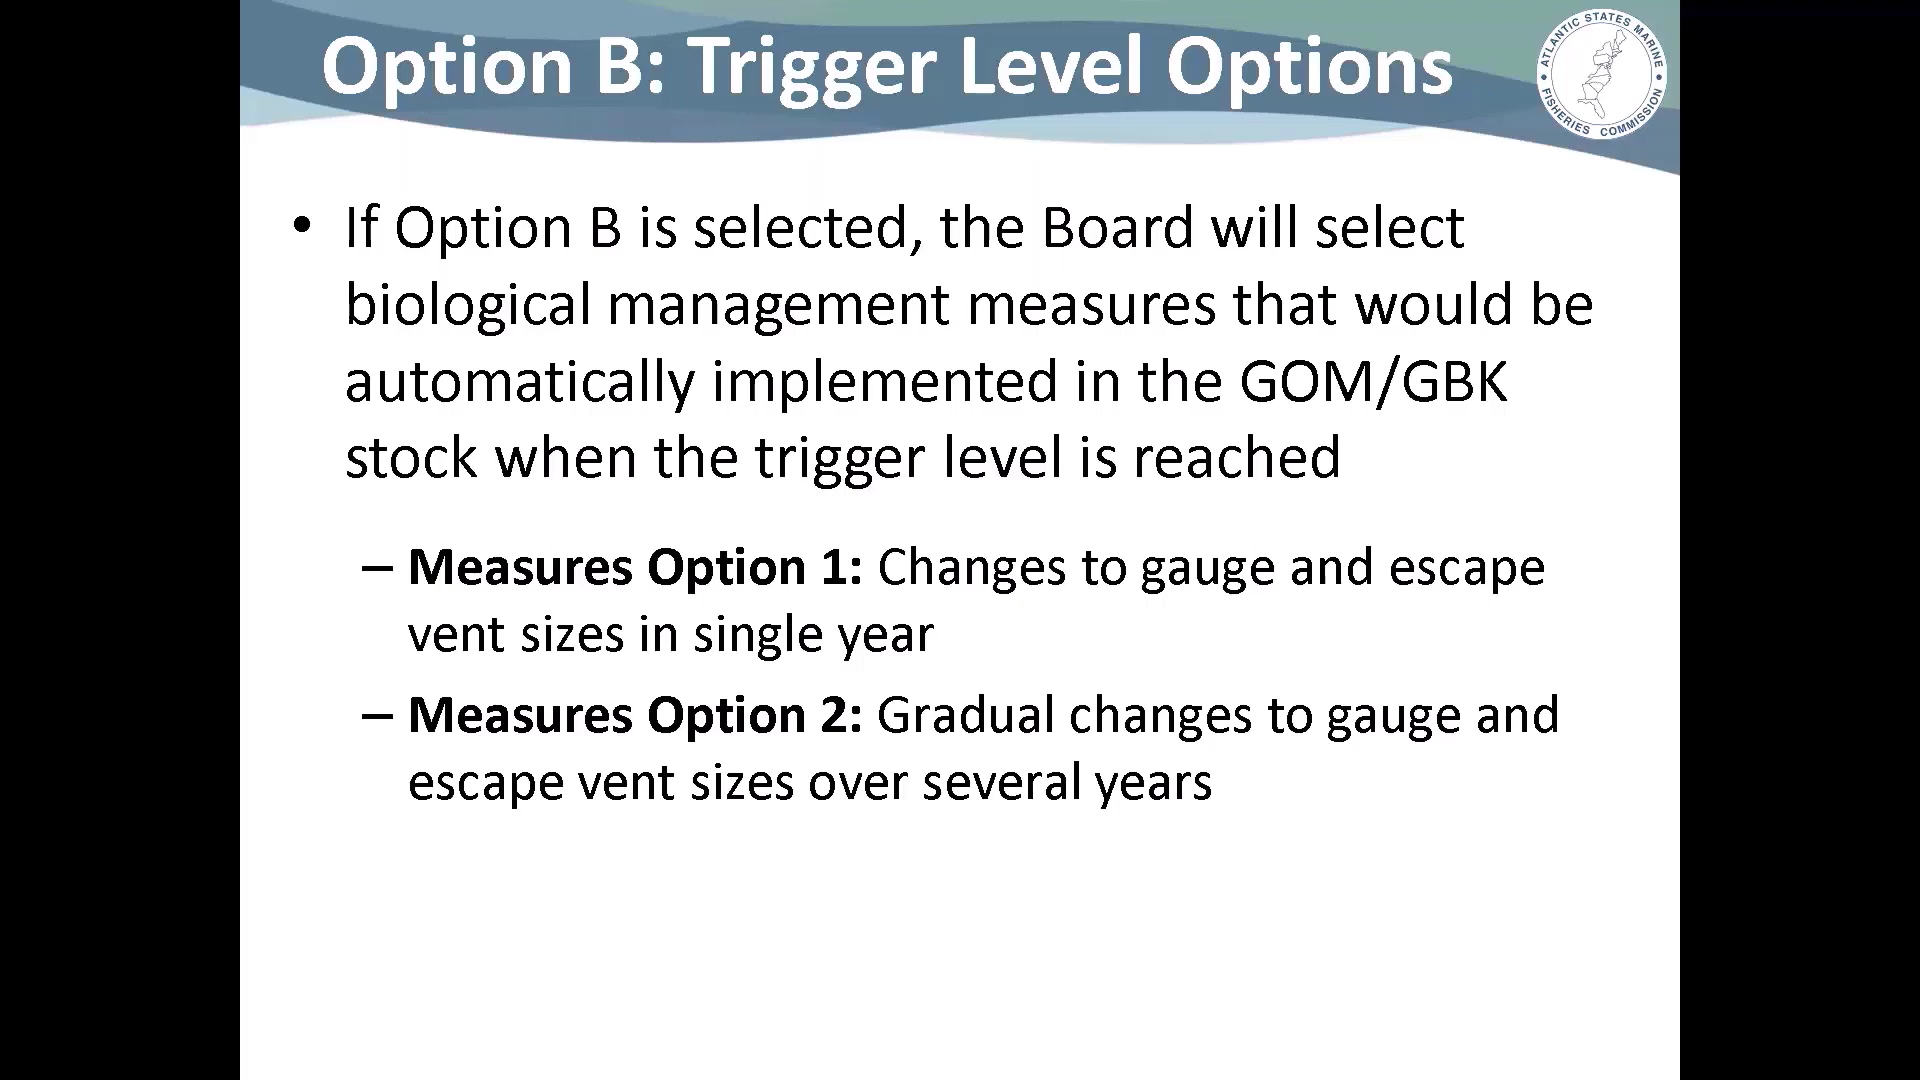 Option B: Trigger Level Options
ATLANTIC STATES MARINE
FISHERIES COMMISSION
• If Option B is selected, the Board will select
biological management measures that would be
automatically implemented in the GOM/GBK
stock when the trigger level is reached
– Measures Option 1: Changes to gauge and escape
vent sizes in single year
– Measures Option 2: Gradual changes to gauge and
escape vent sizes over several years